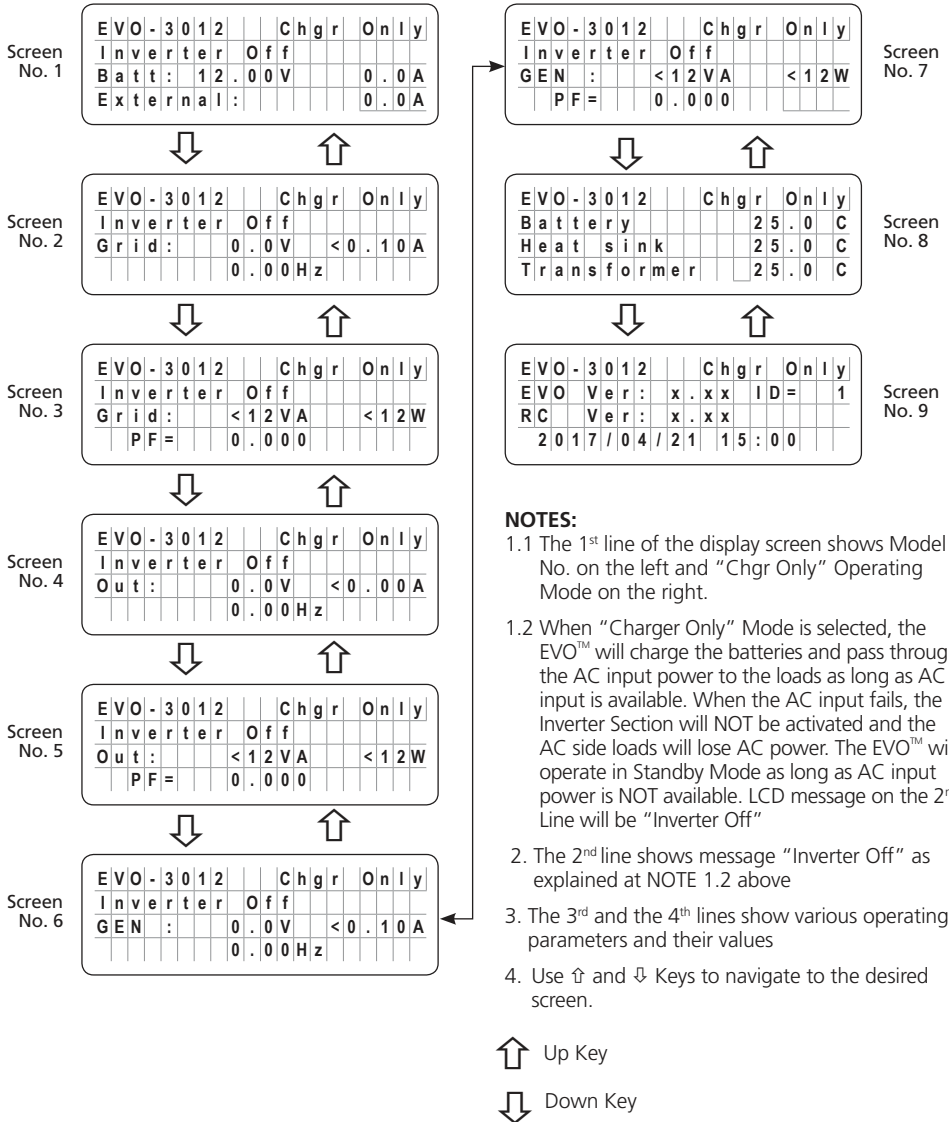 Screen No. 1
EVO-3012 Chgr Only
Inverter Off
Batt: 12.00V 0.0A
External: 0.0A
Screen No. 2
EVO-3012 Chgr Only
Inverter Off
Grid: 0.0V <0.10A
0.00Hz
Screen No. 3
EVO-3012 Chgr Only
Inverter Off
Grid: <12VA <12W
PF= 0.000
Screen No. 4
EVO-3012 Chgr Only
Inverter Off
Out: 0.0V <0.00A
0.00Hz
Screen No. 5
EVO-3012 Chgr Only
Inverter Off
Out: <12VA <12W
PF= 0.000
Screen No. 6
EVO-3012 Chgr Only
Inverter Off
GEN : 0.0V <0.10A
0.00Hz
EVO-3012 Chgr Only
Inverter Off
GEN : <12VA <12W
PF= 0.000
Screen No. 7
EVO-3012 Chgr Only
Battery 25.0 C
Heat sink 25.0 C
Transformer 25.0 C
Screen No. 8
EVO-3012 Chgr Only
EVO Ver: x.xx ID= 1
RC Ver: x.xx
2017/04/21 15:00
Screen No. 9
NOTES:
1.1 The 1st line of the display screen shows Model
No. on the left and “Chgr Only” Operating
Mode on the right.
1.2 When “Charger Only” Mode is selected, the
EVO™ will charge the batteries and pass throug
the AC input power to the loads as long as AC
input is available. When the AC input fails, the
Inverter Section will NOT be activated and the
AC side loads will lose AC power. The EVO™ wi
operate in Standby Mode as long as AC input
power is NOT available. LCD message on the 2
Line will be “Inverter Off”
2. The 2nd line shows message “Inverter Off” as
explained at NOTE 1.2 above
3. The 3rd and the 4th lines show various operating
parameters and their values
4. Use ⇧ and ⇩ Keys to navigate to the desired
screen.
⇧ Up Key
⇩ Down Key